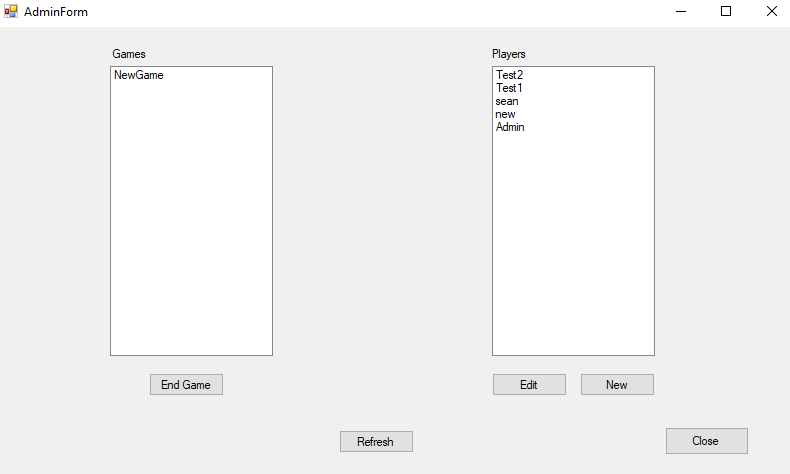 AdminForm
Games
NewGame
Players
Test2
Test1
sean
new
Admin
End Game
Edit
New
Refresh
Close